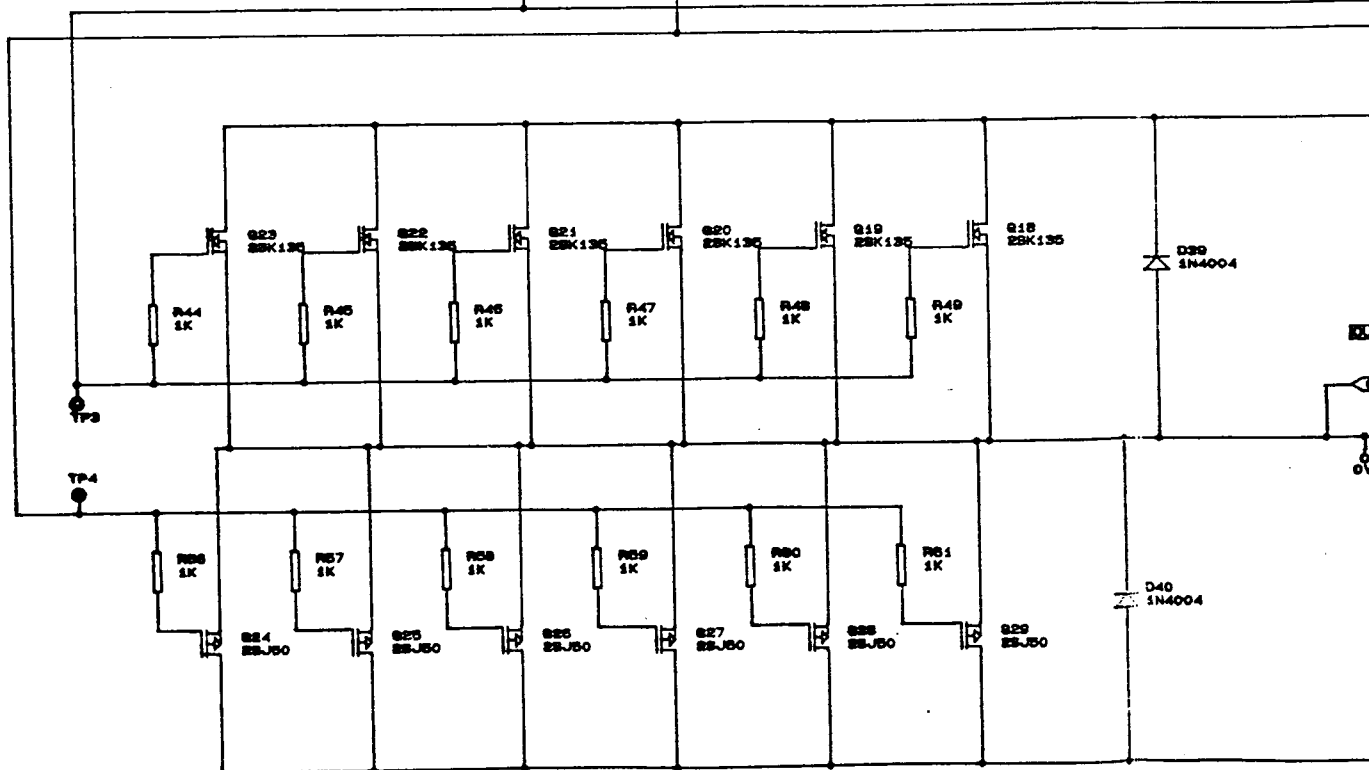 Q23
2SK135
Q22
2SK135
Q21
2SK135
Q20
2SK135
Q19
2SK135
Q18
2SK135
D39
1N4004
R44
1K
R45
1K
R46
1K
R47
1K
R48
1K
R49
1K
TP3
TP4
R56
1K
R57
1K
R58
1K
R59
1K
R60
1K
R61
1K
D40
1N4004
Q24
2SJ50
Q25
2SJ50
Q26
2SJ50
Q27
2SJ50
Q28
2SJ50
Q29
2SJ50